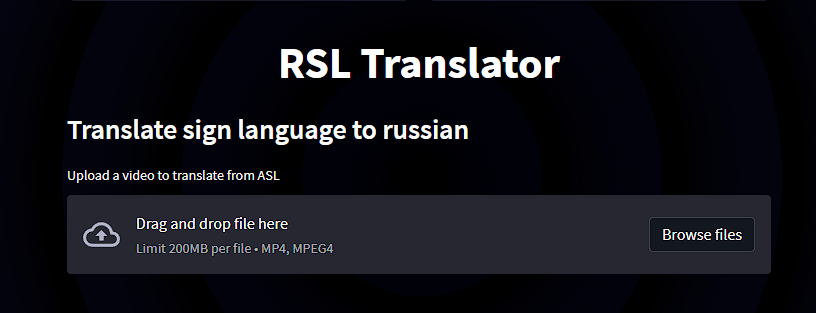 RSL Translator
Translate sign language to russian
Upload a video to translate from ASL
Drag and drop file here
Limit 200MB per file • MP4, MPEG4
Browse files